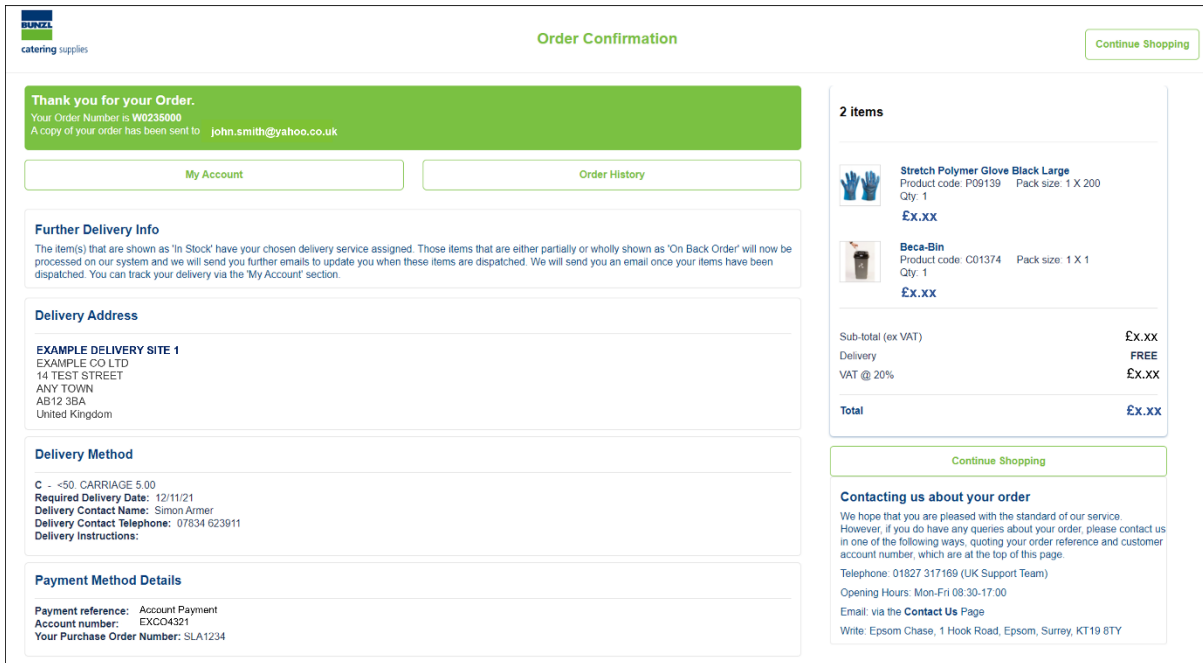 BUNZL
catering supplies
Order Confirmation
Continue Shopping
Thank you for your Order.
Your Order Number is W0235000
A copy of your order has been sent to john.smith@yahoo.co.uk
My Account
Order History
Further Delivery Info
The item(s) that are shown as 'In Stock' have your chosen delivery service assigned. Those items that are either partially or wholly shown as 'On Back Order' will now be
processed on our system and we will send you further emails to update you when these items are dispatched. We will send you an email once your items have been
dispatched. You can track your delivery via the 'My Account' section.
Delivery Address
EXAMPLE DELIVERY SITE 1
EXAMPLE CO LTD
14 TEST STREET
ANY TOWN
AB12 3BA
United Kingdom
Delivery Method
C - <50. CARRIAGE 5.00
Required Delivery Date: 12/11/21
Delivery Contact Name: Simon Armer
Delivery Contact Telephone: 07834 623911
Delivery Instructions:
Payment Method Details
Payment reference: Account Payment
Account number: EXCO4321
Your Purchase Order Number: SLA1234
2 items
Stretch Polymer Glove Black Large
Product code: P09139 Pack size: 1 X 200
Qty: 1
£x.xx
Beca-Bin
Product code: C01374 Pack size: 1 X 1
Qty: 1
£x.xx
Sub-total (ex VAT) £x.xx
Delivery FREE
VAT @ 20% £x.xx
Total £x.xx
Continue Shopping
Contacting us about your order
We hope that you are pleased with the standard of our service.
However, if you do have any queries about your order, please contact us
in one of the following ways, quoting your order reference and customer
account number, which are at the top of this page.
Telephone: 01827 317169 (UK Support Team)
Opening Hours: Mon-Fri 08:30-17:00
Email: via the Contact Us Page
Write: Epsom Chase, 1 Hook Road, Epsom, Surrey, KT19 8TY